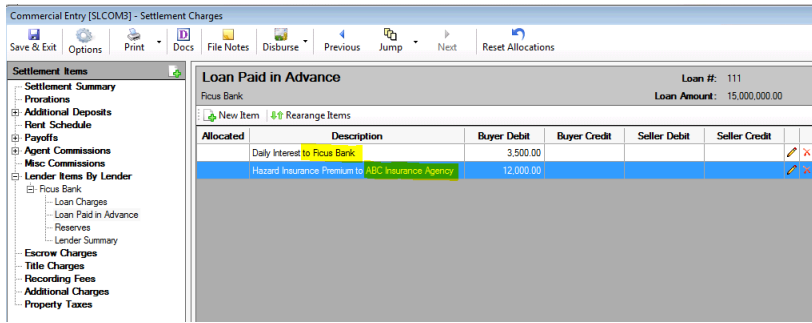 Commercial Entry [SLCOM3] - Settlement Charges
Save & Exit Options Print Docs File Notes Disburse Previous Jump Next Reset Allocations
Settlement Items
Settlement Summary
Prorations
Additional Deposits
Rent Schedule
Payoffs
Agent Commissions
Misc Commissions
Lender Items By Lender
Ficus Bank
Loan Charges
Loan Paid in Advance
Reserves
Lender Summary
Escrow Charges
Title Charges
Recording Fees
Additional Charges
Property Taxes
Loan Paid in Advance Loan #: 111
Ficus Bank Loan Amount: 15,000,000.00
New Item Rearrange Items
Allocated Description Buyer Debit Buyer Credit Seller Debit Seller Credit
Daily Interest to Ficus Bank 3,500.00
Hazard Insurance Premium to ABC Insurance Agency 12,000.00